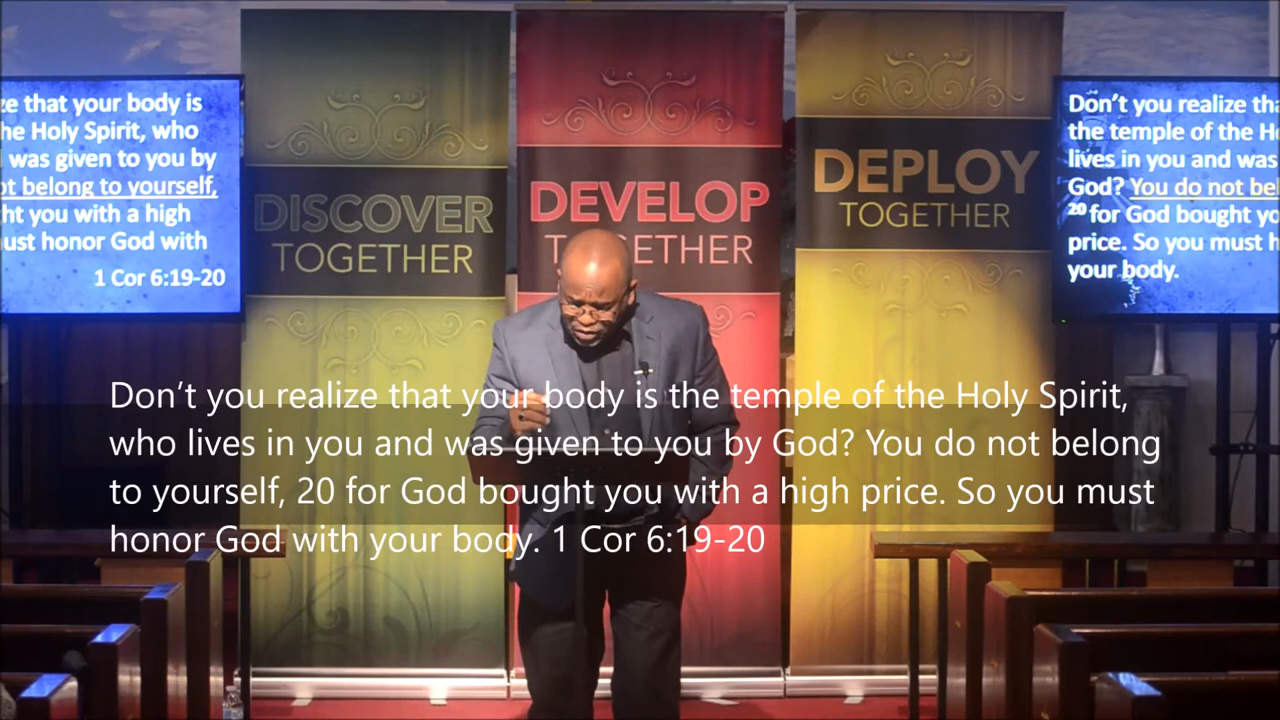 ze that your body is
he Holy Spirit, who
was given to you by
ot belong to yourself,
ht you with a high
ust honor God with
1 Cor 6:19-20
DISCOVER
TOGETHER
DEVELOP
TOGETHER
DEPLOY
TOGETHER
Don’t you realize tha
the temple of the H
lives in you and was
God? You do not bel
20 for God bought yo
price. So you must h
your body.
Don’t you realize that your body is the temple of the Holy Spirit,
who lives in you and was given to you by God? You do not belong
to yourself, 20 for God bought you with a high price. So you must
honor God with your body. 1 Cor 6:19-20